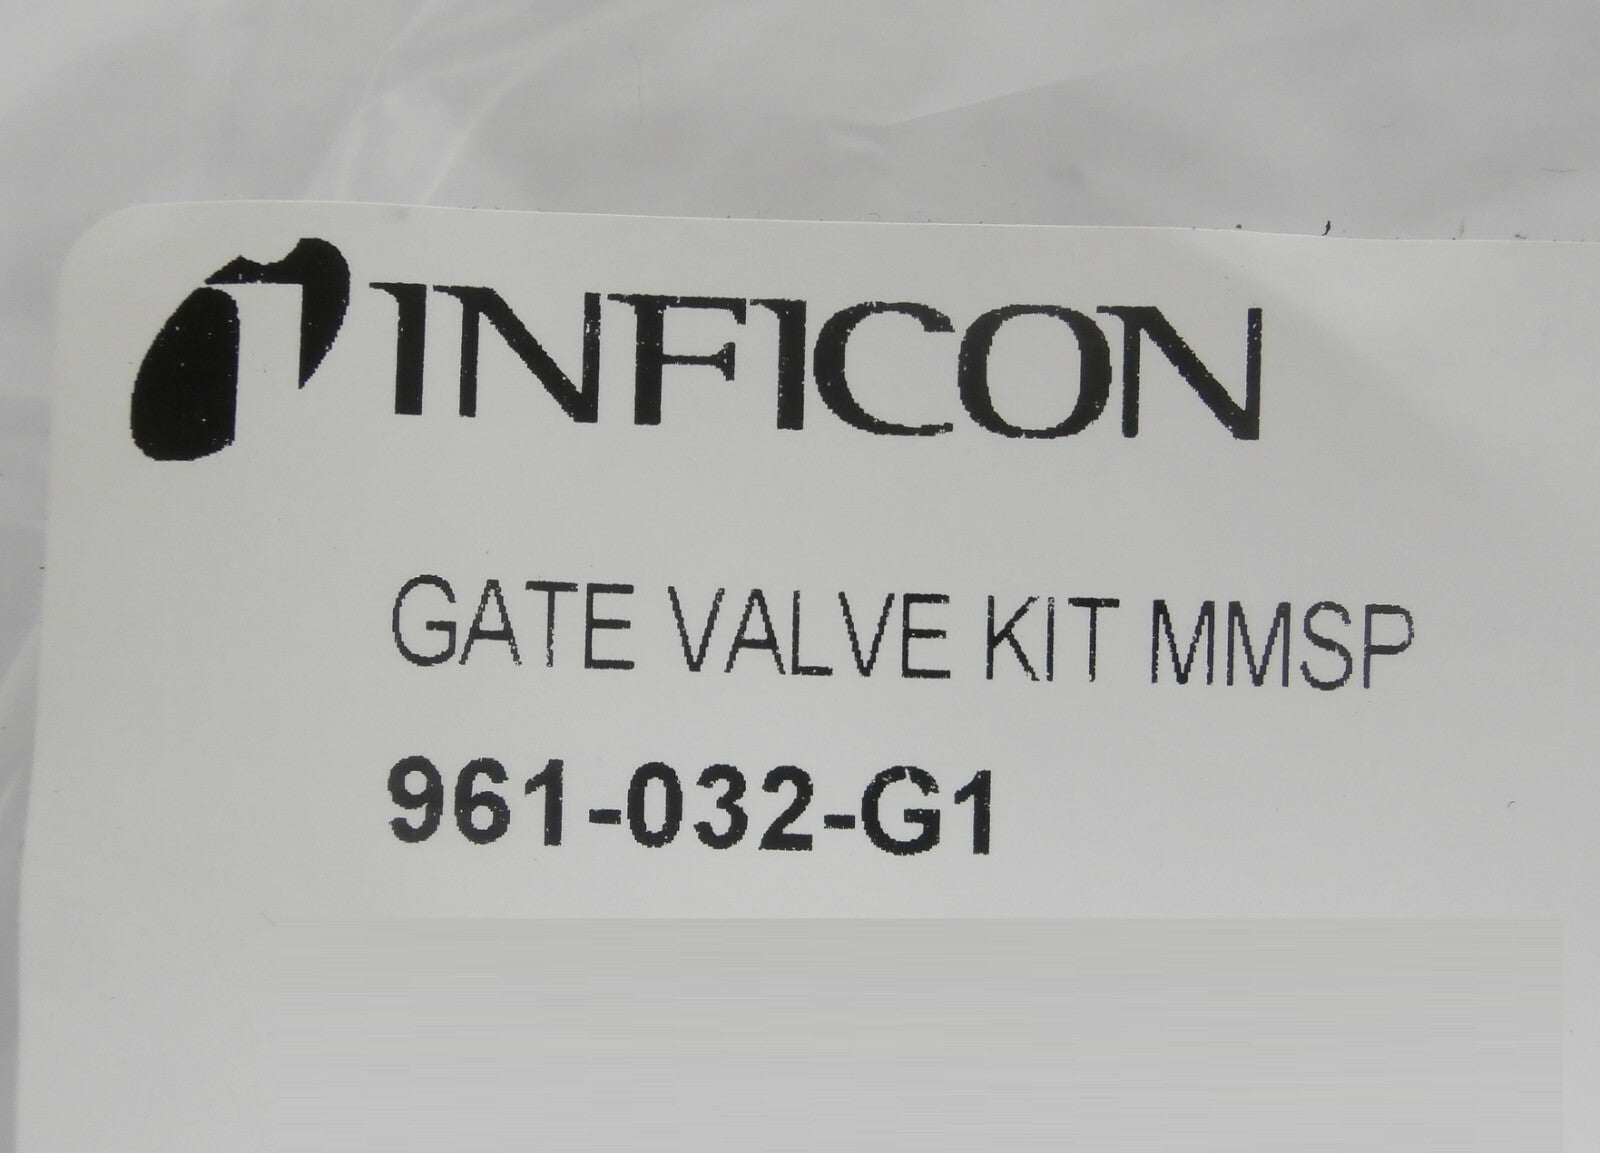 INFICON
GATE VALVE KIT MMSP
961-032-G1